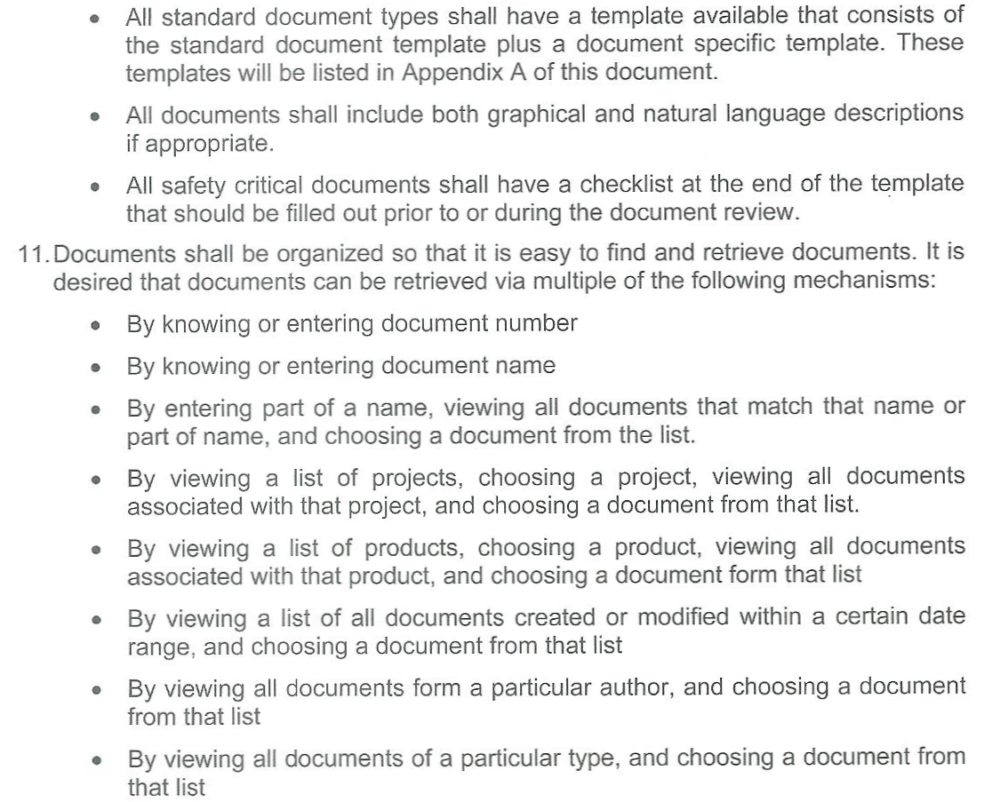 • All standard document types shall have a template available that consists of
the standard document template plus a document specific template. These
templates will be listed in Appendix A of this document.
• All documents shall include both graphical and natural language descriptions
if appropriate.
• All safety critical documents shall have a checklist at the end of the template
that should be filled out prior to or during the document review.
11. Documents shall be organized so that it is easy to find and retrieve documents. It is
desired that documents can be retrieved via multiple of the following mechanisms:
• By knowing or entering document number
• By knowing or entering document name
• By entering part of a name, viewing all documents that match that name or
part of name, and choosing a document from the list.
• By viewing a list of projects, choosing a project, viewing all documents
associated with that project, and choosing a document from that list.
• By viewing a list of products, choosing a product, viewing all documents
associated with that product, and choosing a document form that list
• By viewing a list of all documents created or modified within a certain date
range, and choosing a document from that list
• By viewing all documents form a particular author, and choosing a document
from that list
• By viewing all documents of a particular type, and choosing a document from
that list